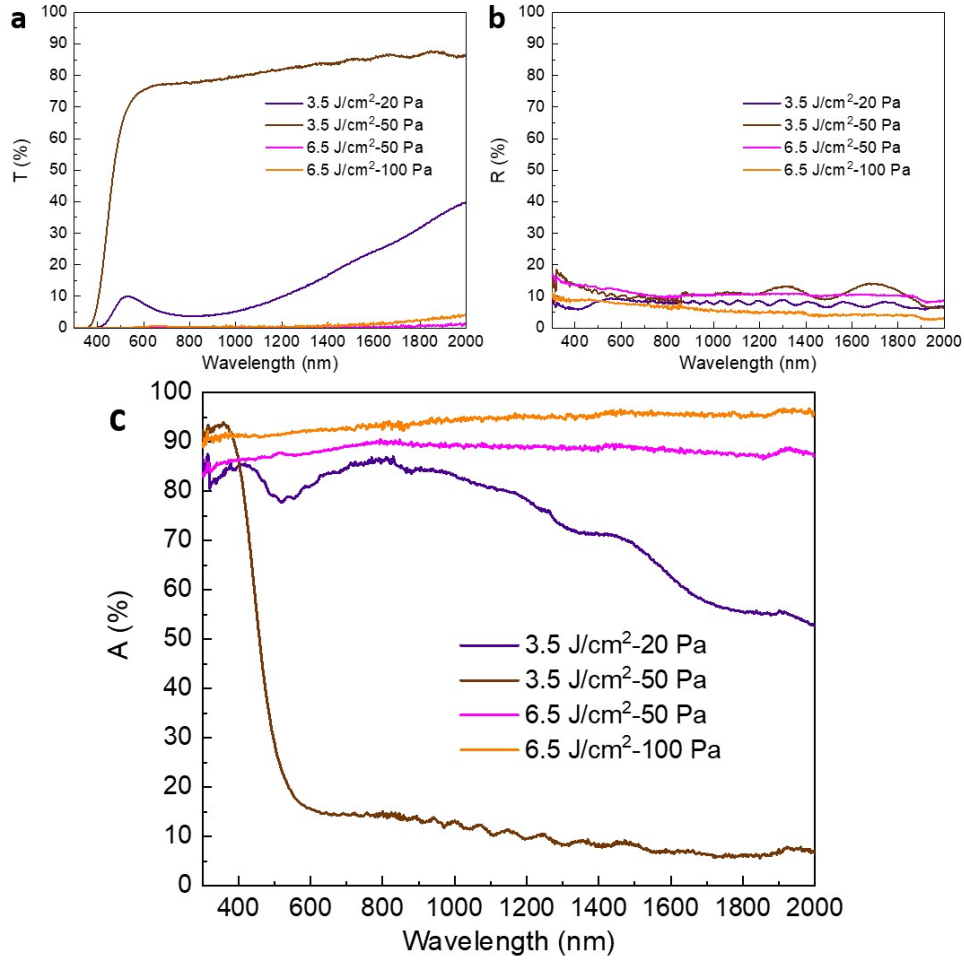 a
100
90
80
70
60
50
40
30
20
10
0
T (%)
3.5 J/cm²-20 Pa
3.5 J/cm²-50 Pa
6.5 J/cm²-50 Pa
6.5 J/cm²-100 Pa
400 600 800 1000 1200 1400 1600 1800 2000
Wavelength (nm)
b
100
90
80
70
60
50
40
30
20
10
0
R (%)
3.5 J/cm²-20 Pa
3.5 J/cm²-50 Pa
6.5 J/cm²-50 Pa
6.5 J/cm²-100 Pa
400 600 800 1000 1200 1400 1600 1800 2000
Wavelength (nm)
c
100
90
80
70
60
50
40
30
20
10
0
A (%)
3.5 J/cm²-20 Pa
3.5 J/cm²-50 Pa
6.5 J/cm²-50 Pa
6.5 J/cm²-100 Pa
400 600 800 1000 1200 1400 1600 1800 2000
Wavelength (nm)